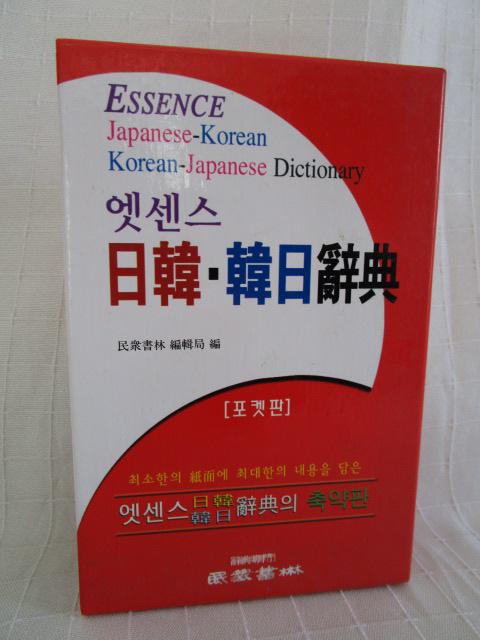 ESSENCE
Japanese-Korean
Korean-Japanese Dictionary
엣센스
日韓·韓日辭典
民衆書林 編輯局 編
[포켓판]
최소한의 紙面에 최대한의 내용을 담은
엣센스 日韓 韓日 辭典의 축약판
民衆書林